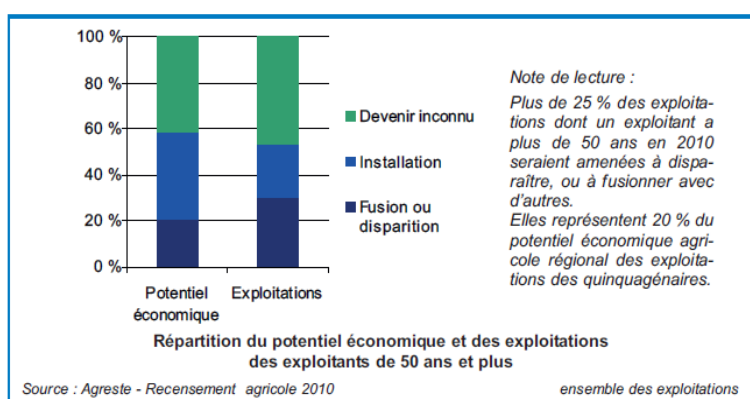 100 %
80 %
60 %
40 %
20 %
0 %
Potentiel
économique
Exploitations
Devenir inconnu
Installation
Fusion ou
disparition
Note de lecture :
Plus de 25 % des exploita-
tions dont un exploitant a
plus de 50 ans en 2010
seraient amenées à dispa-
raître, ou à fusionner avec
d'autres.
Elles représentent 20 % du
potentiel économique agri-
cole régional des exploita-
tions des quinquagénaires.
Répartition du potentiel économique et des exploitations
des exploitants de 50 ans et plus
Source : Agreste - Recensement agricole 2010
ensemble des exploitations